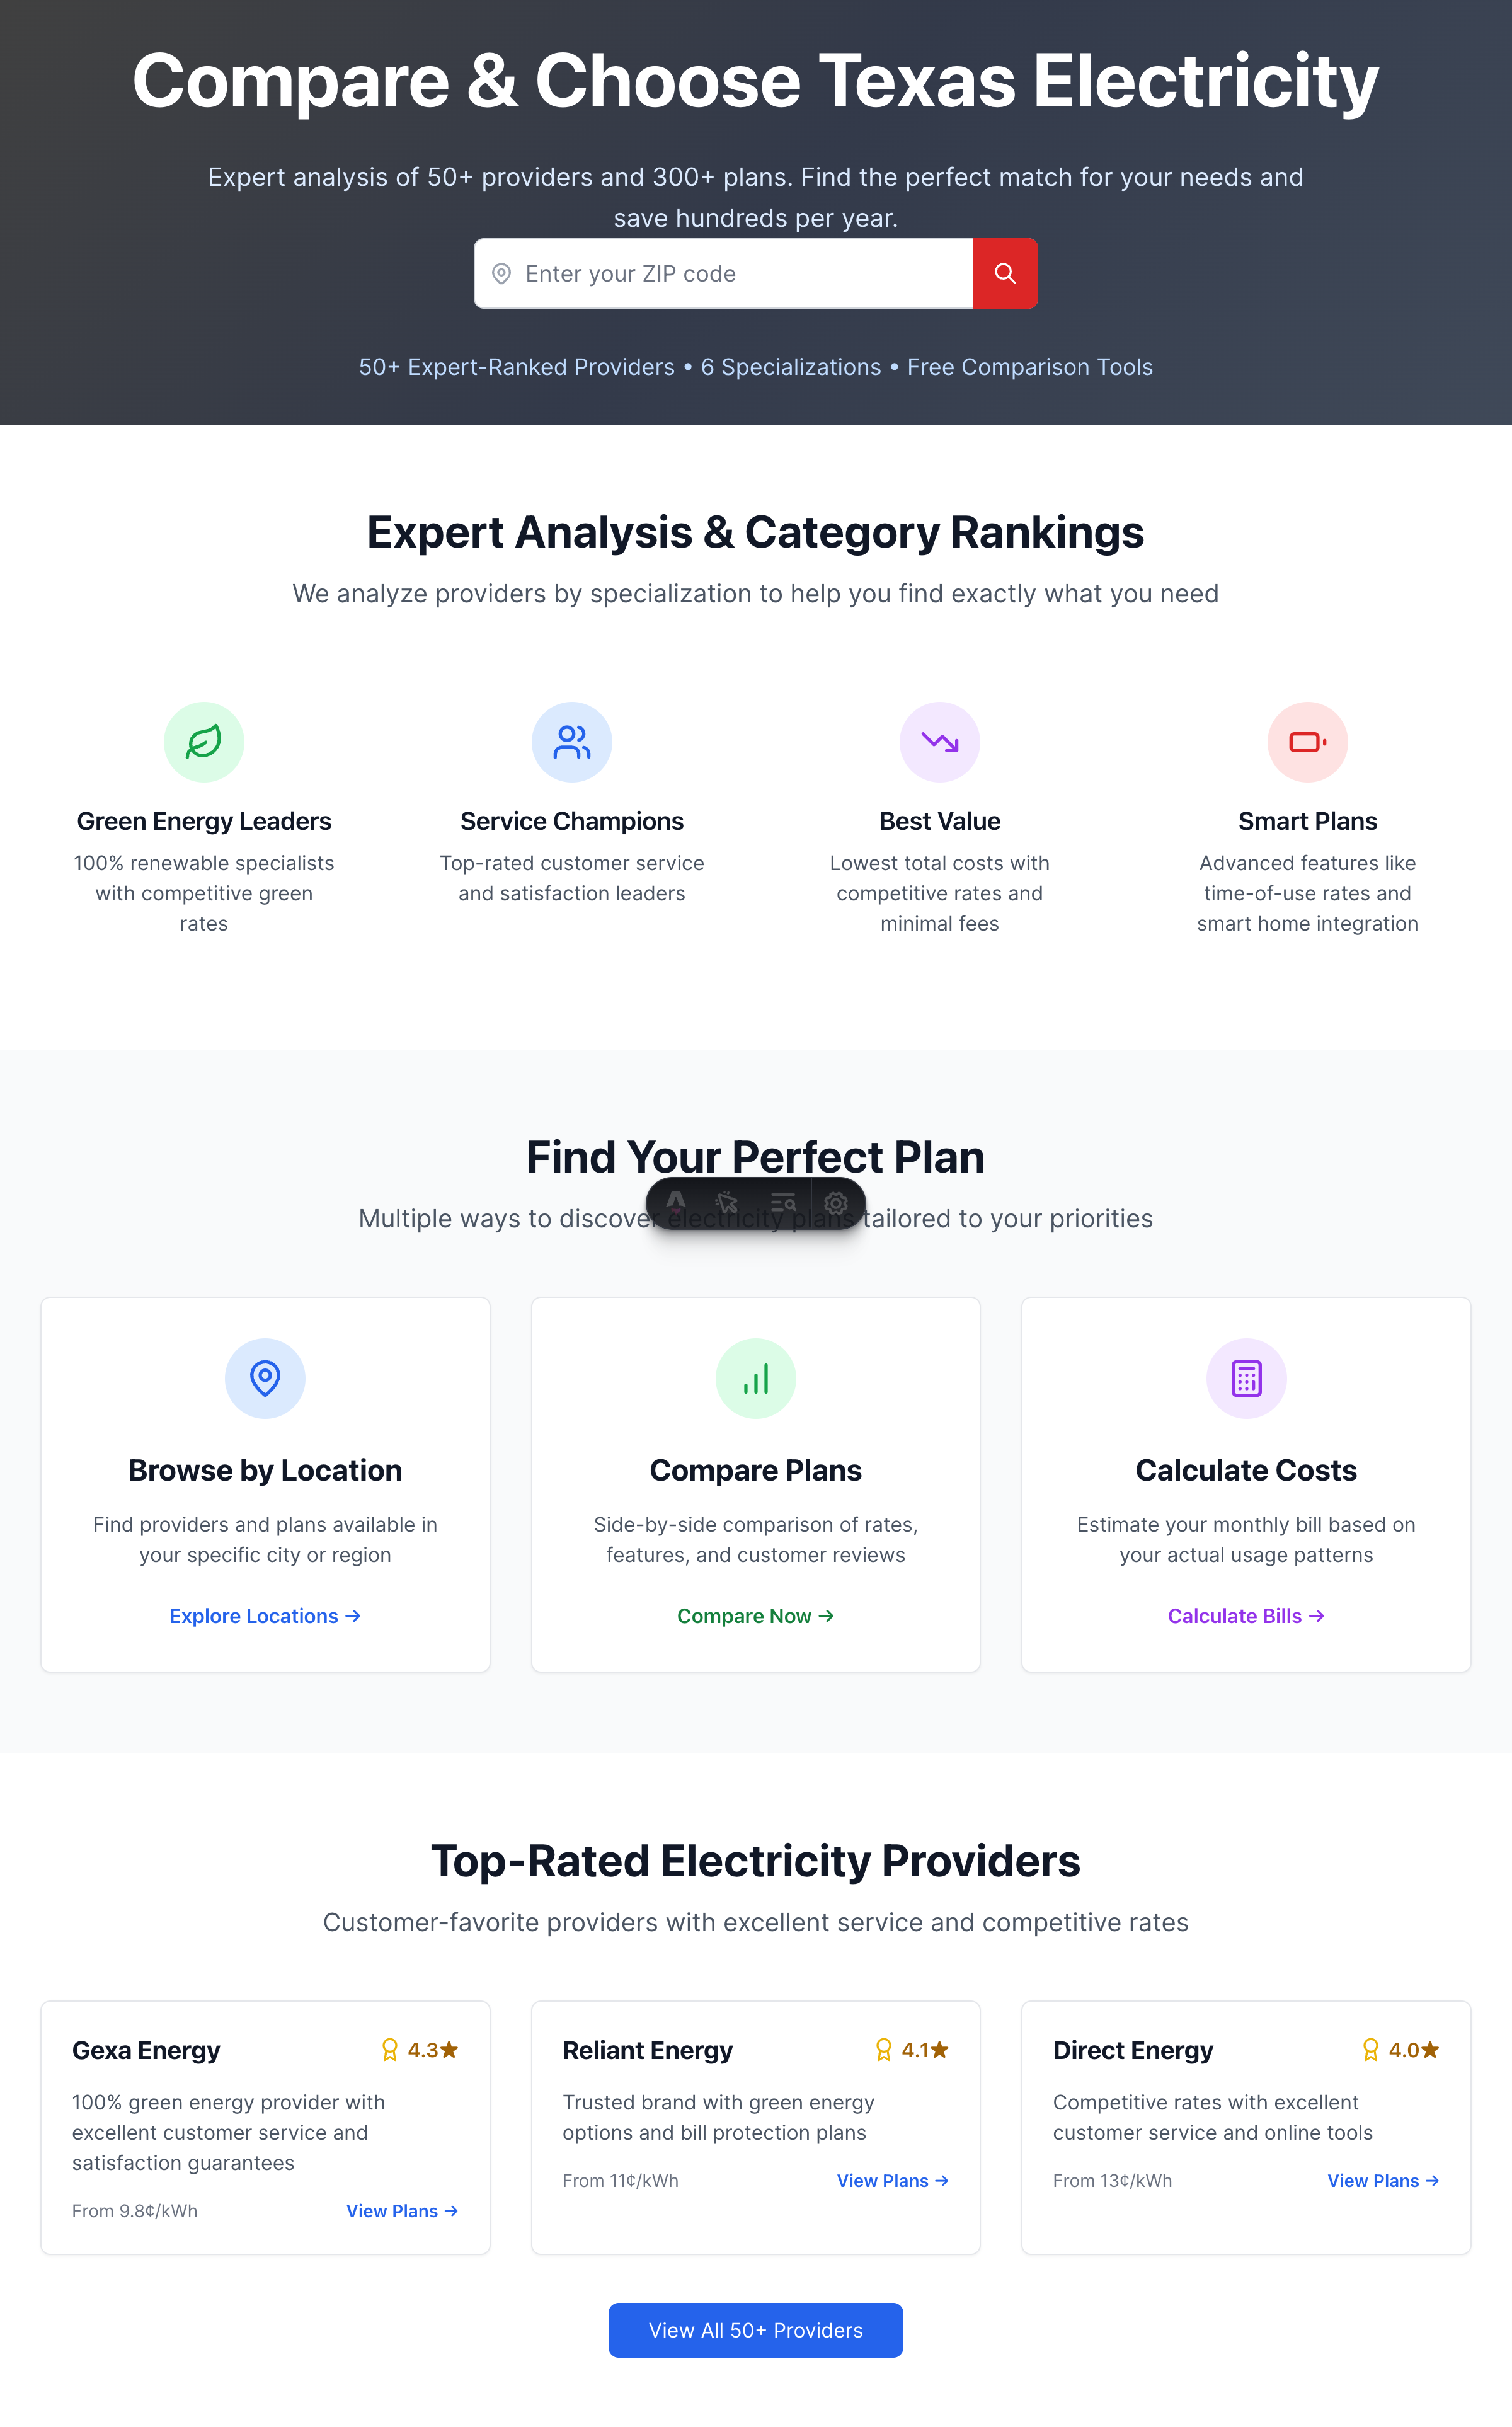 Compare & Choose Texas Electricity
Expert analysis of 50+ providers and 300+ plans. Find the perfect match for your needs and
save hundreds per year.
Enter your ZIP code
50+ Expert-Ranked Providers • 6 Specializations • Free Comparison Tools
Expert Analysis & Category Rankings
We analyze providers by specialization to help you find exactly what you need
Green Energy Leaders
100% renewable specialists
with competitive green
rates
Service Champions
Top-rated customer service
and satisfaction leaders
Best Value
Lowest total costs with
competitive rates and
minimal fees
Smart Plans
Advanced features like
time-of-use rates and
smart home integration
Find Your Perfect Plan
Multiple ways to discover electricity plans tailored to your priorities
Browse by Location
Find providers and plans available in
your specific city or region
Explore Locations →
Compare Plans
Side-by-side comparison of rates,
features, and customer reviews
Compare Now →
Calculate Costs
Estimate your monthly bill based on
your actual usage patterns
Calculate Bills →
Top-Rated Electricity Providers
Customer-favorite providers with excellent service and competitive rates
Gexa Energy
4.3★
100% green energy provider with
excellent customer service and
satisfaction guarantees
From 9.8¢/kWh
View Plans →
Reliant Energy
4.1★
Trusted brand with green energy
options and bill protection plans
From 11¢/kWh
View Plans →
Direct Energy
4.0★
Competitive rates with excellent
customer service and online tools
From 13¢/kWh
View Plans →
View All 50+ Providers